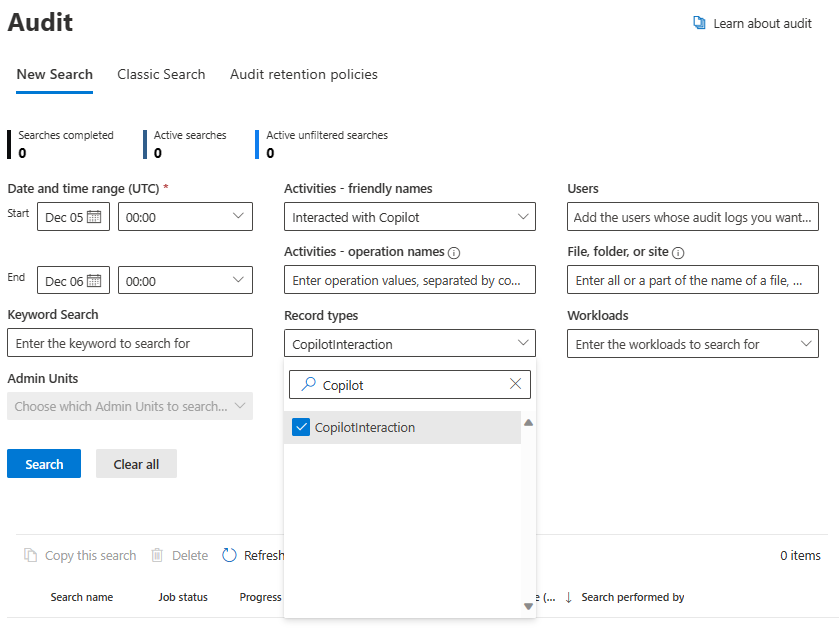 Audit
Learn about audit
New Search
Classic Search
Audit retention policies
Searches completed
0
Active searches
0
Active unfiltered searches
0
Date and time range (UTC) *
Start
Dec 05
00:00
End
Dec 06
00:00
Keyword Search
Enter the keyword to search for
Admin Units
Choose which Admin Units to search...
Search
Clear all
Activities - friendly names
Interacted with Copilot
Activities - operation names
Enter operation values, separated by co...
Record types
CopilotInteraction
Copilot
CopilotInteraction
Users
Add the users whose audit logs you want...
File, folder, or site
Enter all or a part of the name of a file, ...
Workloads
Enter the workloads to search for
Copy this search
Delete
Refresh
0 items
Search name
Job status
Progress
e (...
Search performed by